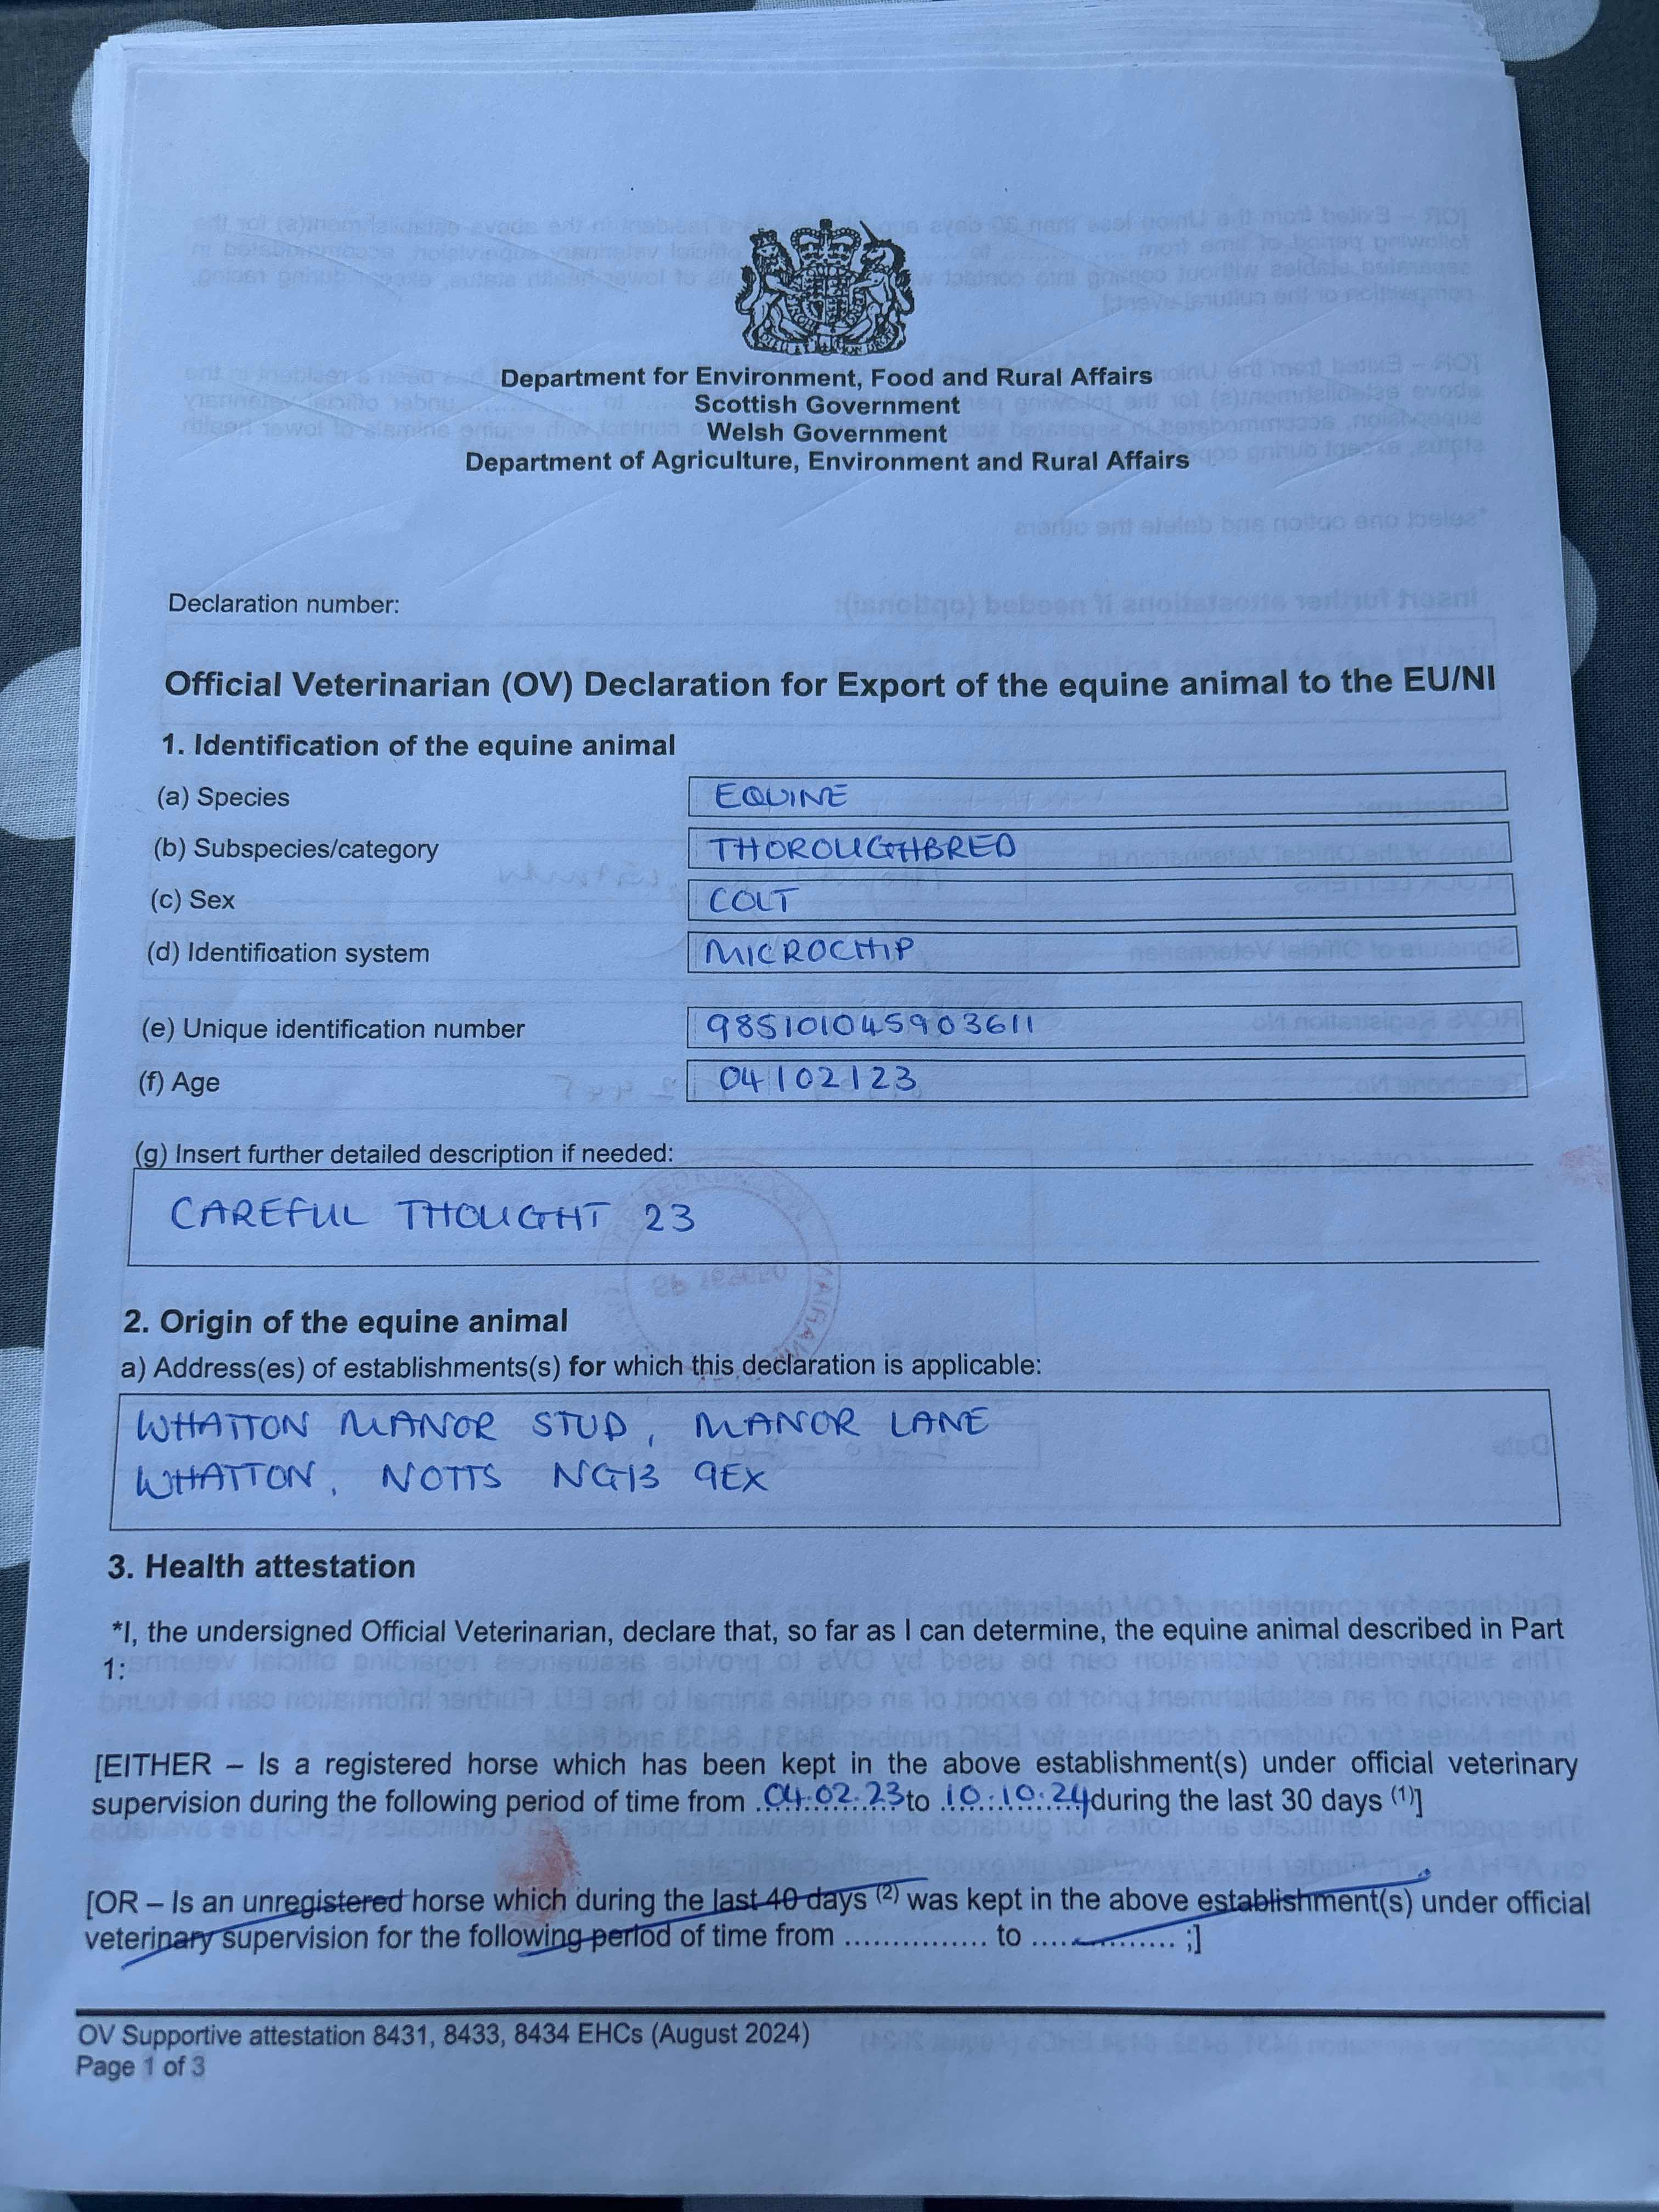 Department for Environment, Food and Rural Affairs
Scottish Government
Welsh Government
Department of Agriculture, Environment and Rural Affairs
Declaration number:
Official Veterinarian (OV) Declaration for Export of the equine animal to the EU/NI
1. Identification of the equine animal
(a) Species EQUINE
(b) Subspecies/category THOROUGHBRED
(c) Sex COLT
(d) Identification system MICROCHIP
(e) Unique identification number 985101045903611
(f) Age 04/02/23
(g) Insert further detailed description if needed:
CAREFUL THOUGHT 23
2. Origin of the equine animal
a) Address(es) of establishments(s) for which this declaration is applicable:
WHATTON MANOR STUD, MANOR LANE
WHATTON, NOTTS NG13 9EX
3. Health attestation
*I, the undersigned Official Veterinarian, declare that, so far as I can determine, the equine animal described in Part
1:
[EITHER – Is a registered horse which has been kept in the above establishment(s) under official veterinary
supervision during the following period of time from 04.02.23 to 10.10.24 during the last 30 days (1)]
[OR – Is an unregistered horse which during the last 40 days (2) was kept in the above establishment(s) under official
veterinary supervision for the following period of time from ............... to ............... ;]
OV Supportive attestation 8431, 8433, 8434 EHCs (August 2024)
Page 1 of 3